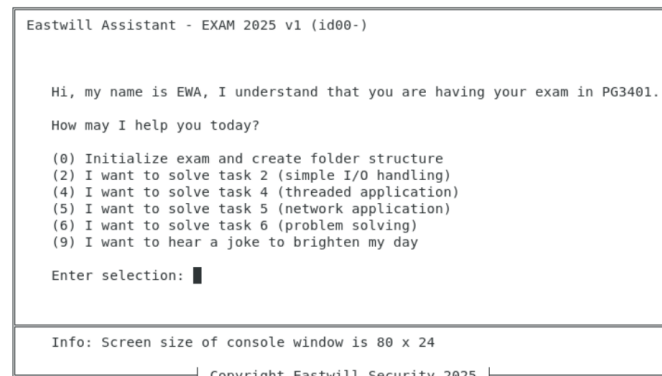 Eastwill Assistant - EXAM 2025 v1 (id00-)
Hi, my name is EWA, I understand that you are having your exam in PG3401.
How may I help you today?
(0) Initialize exam and create folder structure
(2) I want to solve task 2 (simple I/O handling)
(4) I want to solve task 4 (threaded application)
(5) I want to solve task 5 (network application)
(6) I want to solve task 6 (problem solving)
(9) I want to hear a joke to brighten my day
Enter selection:
Info: Screen size of console window is 80 x 24
Copyright Eastwill Security 2025